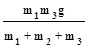 m₁m₃g
m₁ + m₂ + m₃